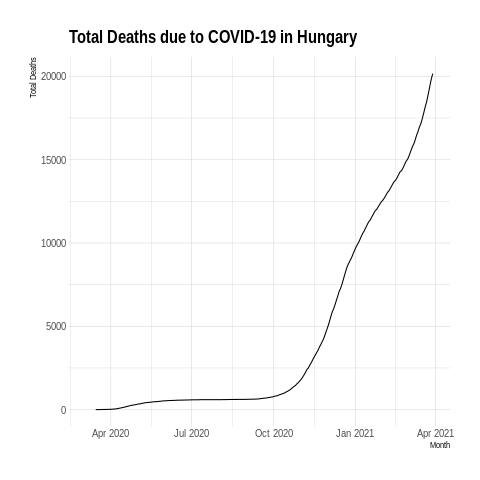 Total Deaths due to COVID-19 in Hungary
Total Deaths
20000
15000
10000
5000
0
Apr 2020 Jul 2020 Oct 2020 Jan 2021 Apr 2021
Month